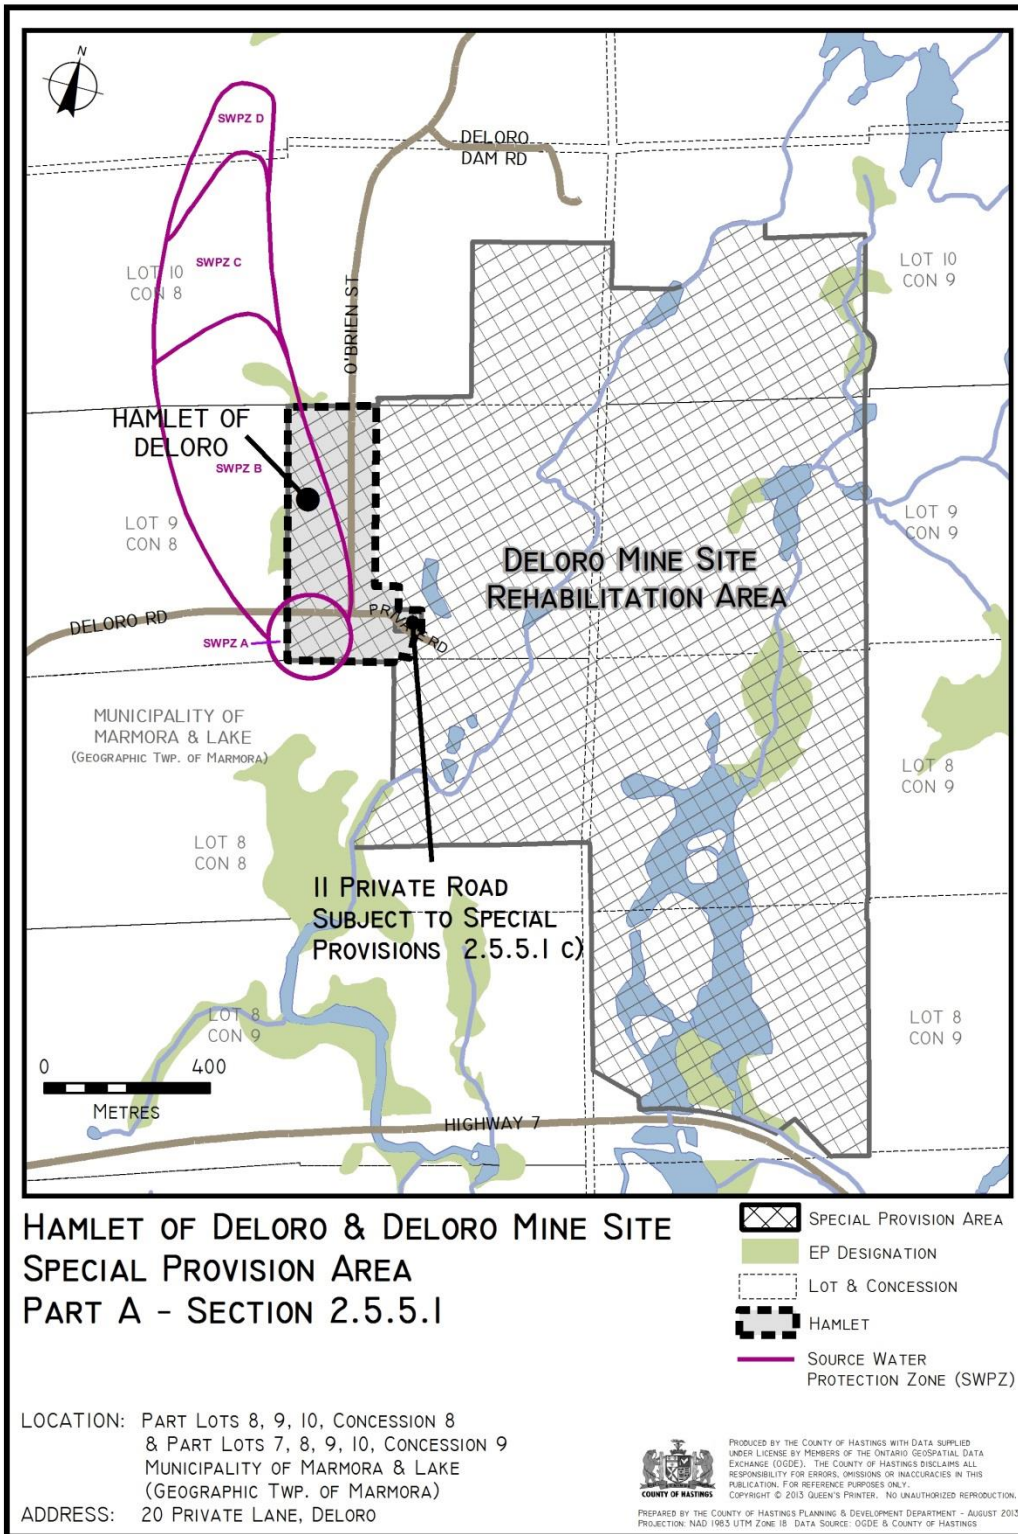 N
SWPZ D
DELORO
DAM RD
SWPZ C
LOT 10
CON 8
LOT 10
CON 9
O'BRIEN ST
HAMLET OF
DELORO
SWPZ B
LOT 9
CON 8
LOT 9
CON 9
DELORO MINE SITE
REHABILITATION AREA
DELORO RD
PRIVATE RD
SWPZ A
MUNICIPALITY OF
MARMORA & LAKE
(GEOGRAPHIC TWP. OF MARMORA)
LOT 8
CON 9
LOT 8
CON 8
11 PRIVATE ROAD
SUBJECT TO SPECIAL
PROVISIONS 2.5.5.1 c)
LOT 8
CON 9
LOT 8
CON 9
0 400
METRES
HIGHWAY 7
HAMLET OF DELORO & DELORO MINE SITE
SPECIAL PROVISION AREA
PART A - SECTION 2.5.5.1
SPECIAL PROVISION AREA
EP DESIGNATION
LOT & CONCESSION
HAMLET
SOURCE WATER
PROTECTION ZONE (SWPZ)
LOCATION: PART LOTS 8, 9, 10, CONCESSION 8
& PART LOTS 7, 8, 9, 10, CONCESSION 9
MUNICIPALITY OF MARMORA & LAKE
(GEOGRAPHIC TWP. OF MARMORA)
ADDRESS: 20 PRIVATE LANE, DELORO
COUNTY OF HASTINGS
PRODUCED BY THE COUNTY OF HASTINGS WITH DATA SUPPLIED
UNDER LICENSE BY MEMBERS OF THE ONTARIO GEOSPATIAL DATA
EXCHANGE (OGDE). THE COUNTY OF HASTINGS DISCLAIMS ALL
RESPONSIBILITY FOR ERRORS, OMISSIONS OR INACCURACIES IN THIS
PUBLICATION. FOR REFERENCE PURPOSES ONLY.
COPYRIGHT © 2013 QUEEN'S PRINTER. NO UNAUTHORIZED REPRODUCTION.
PREPARED BY THE COUNTY OF HASTINGS PLANNING & DEVELOPMENT DEPARTMENT - AUGUST 2013
PROJECTION: NAD 1983 UTM ZONE 18 DATA SOURCE: OGDE & COUNTY OF HASTINGS